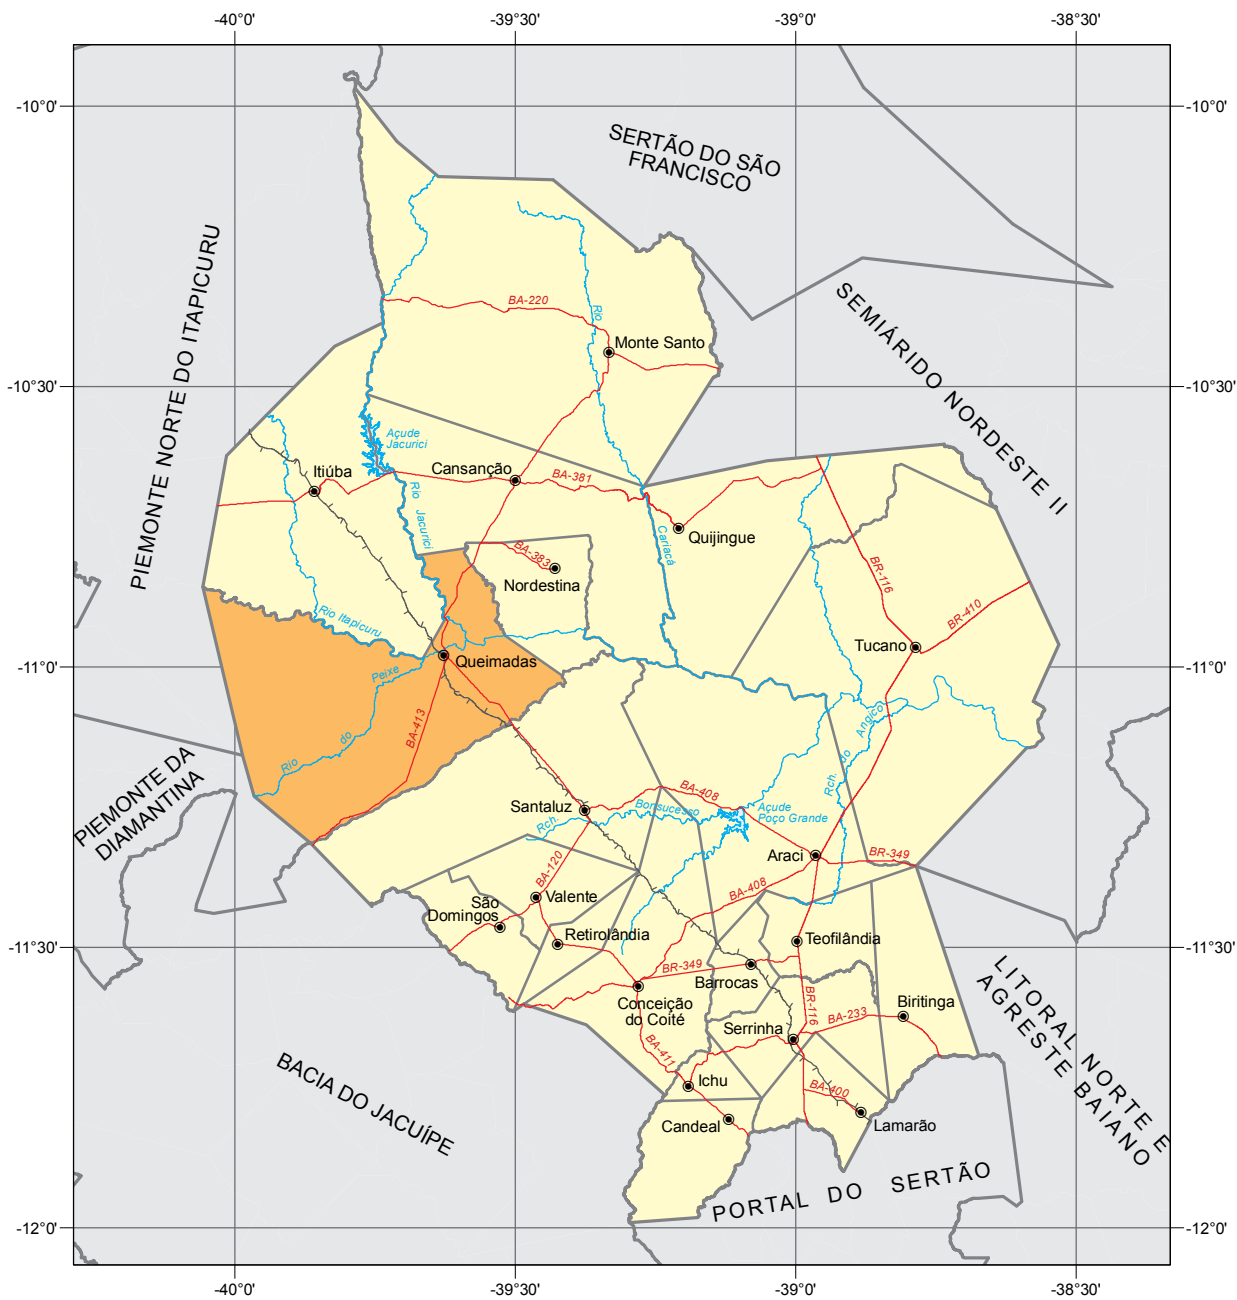 -40°0'
-39°30'
-39°0'
-38°30'
-10°0'
-10°0'
SERTÃO DO SÃO
FRANCISCO
PIEMONTE NORTE DO ITAPICURU
SEMIÁRIDO NORDESTE II
BA-220
Rio
Monte Santo
-10°30'
-10°30'
Açude
Jacurici
Itiúba
Cansanção
BA-381
Rio Jacurici
Cariacá
Quijingue
BA-383
Nordestina
BR-116
BR-410
Rio Itapicuru
Tucano
-11°0'
-11°0'
Queimadas
Peixe
do
Rio
BA-413
Rch. do Angico
PIEMONTE DA
DIAMANTINA
BA-408
Santaluz
Rch.
Bonsucesso
Açude
Poço Grande
Araci
BR-349
BA-120
BA-408
Valente
São
Domingos
Retirolândia
Teofilândia
-11°30'
-11°30'
BR-349
Barrocas
Conceição
do Coité
BR-116
Biritinga
BA-233
Serrinha
LITORAL NORTE E
AGRESTE BAIANO
BA-411
Ichu
BA-400
Candeal
Lamarão
BACIA DO JACUÍPE
PORTAL DO SERTÃO
-12°0'
-12°0'
-40°0'
-39°30'
-39°0'
-38°30'